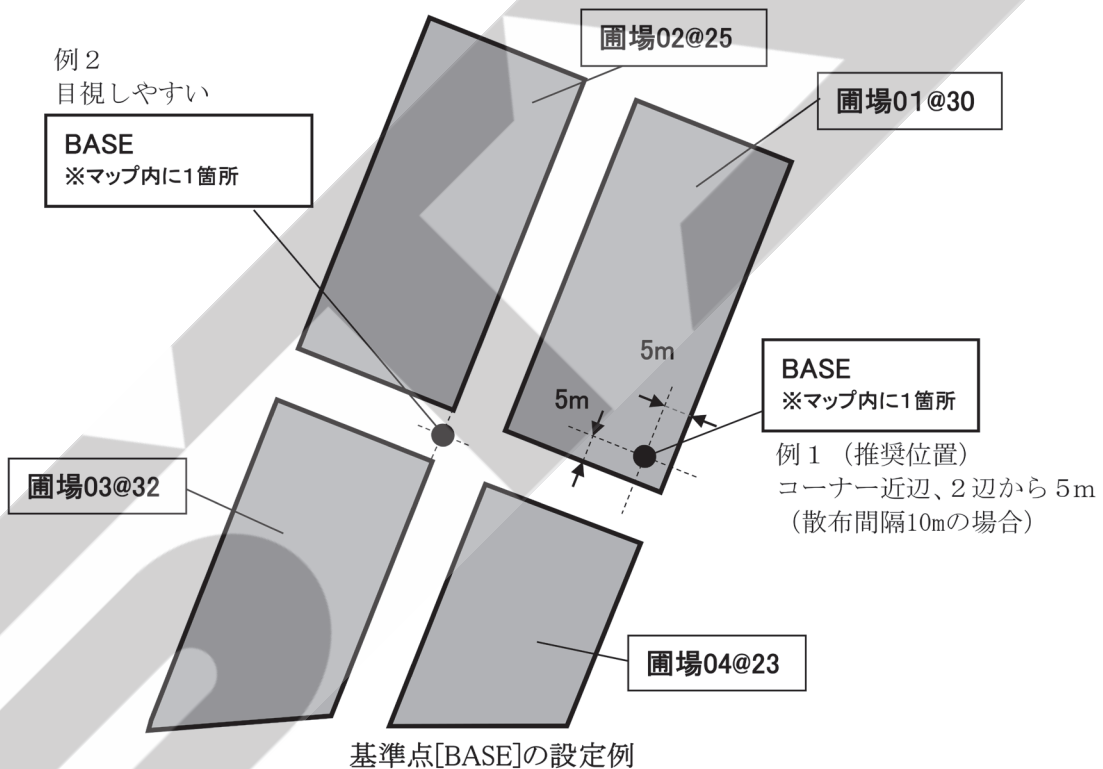 圃場02@25
例２
目視しやすい
BASE
※マップ内に1箇所
圃場01@30
5m
5m
BASE
※マップ内に1箇所
例１（推奨位置）
コーナー近辺、２辺から５m
（散布間隔10mの場合）
圃場03@32
圃場04@23
基準点[BASE]の設定例